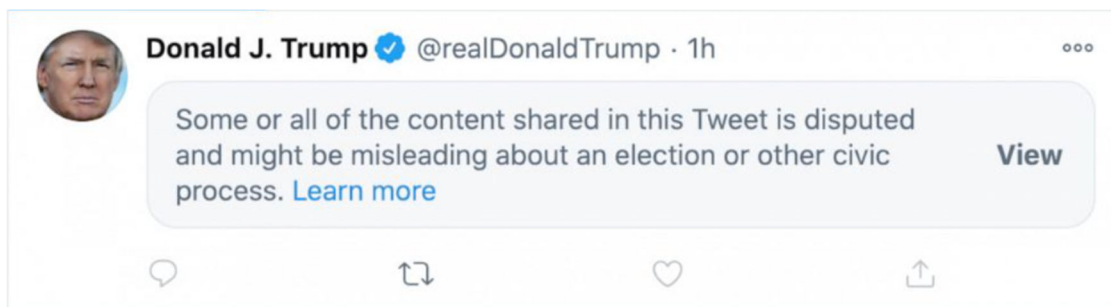 Donald J. Trump @realDonaldTrump · 1h
Some or all of the content shared in this Tweet is disputed
and might be misleading about an election or other civic
process. Learn more
View